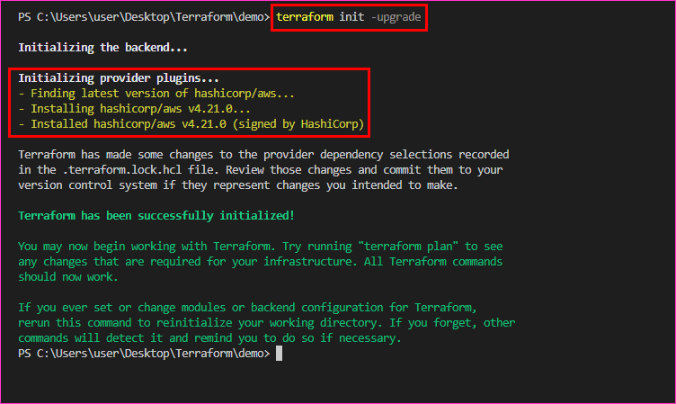 PS C:\Users\user\Desktop\Terraform\demo> terraform init -upgrade
Initializing the backend...
Initializing provider plugins...
- Finding latest version of hashicorp/aws...
- Installing hashicorp/aws v4.21.0...
- Installed hashicorp/aws v4.21.0 (signed by HashiCorp)
Terraform has made some changes to the provider dependency selections recorded
in the .terraform.lock.hcl file. Review those changes and commit them to your
version control system if they represent changes you intended to make.
Terraform has been successfully initialized!
You may now begin working with Terraform. Try running "terraform plan" to see
any changes that are required for your infrastructure. All Terraform commands
should now work.
If you ever set or change modules or backend configuration for Terraform,
rerun this command to reinitialize your working directory. If you forget, other
commands will detect it and remind you to do so if necessary.
PS C:\Users\user\Desktop\Terraform\demo>